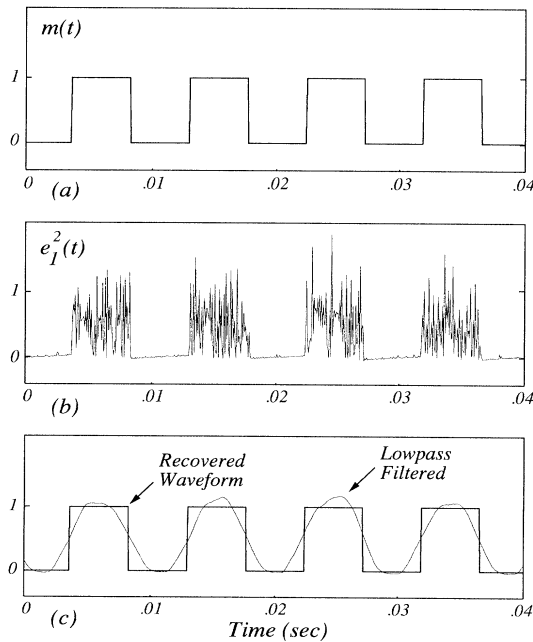 m(t)
1
0
0 .01 .02 .03 .04
(a)
e₁²(t)
1
0
0 .01 .02 .03 .04
(b)
Recovered Waveform
Lowpass Filtered
1
0
0 .01 .02 .03 .04
(c)
Time (sec)